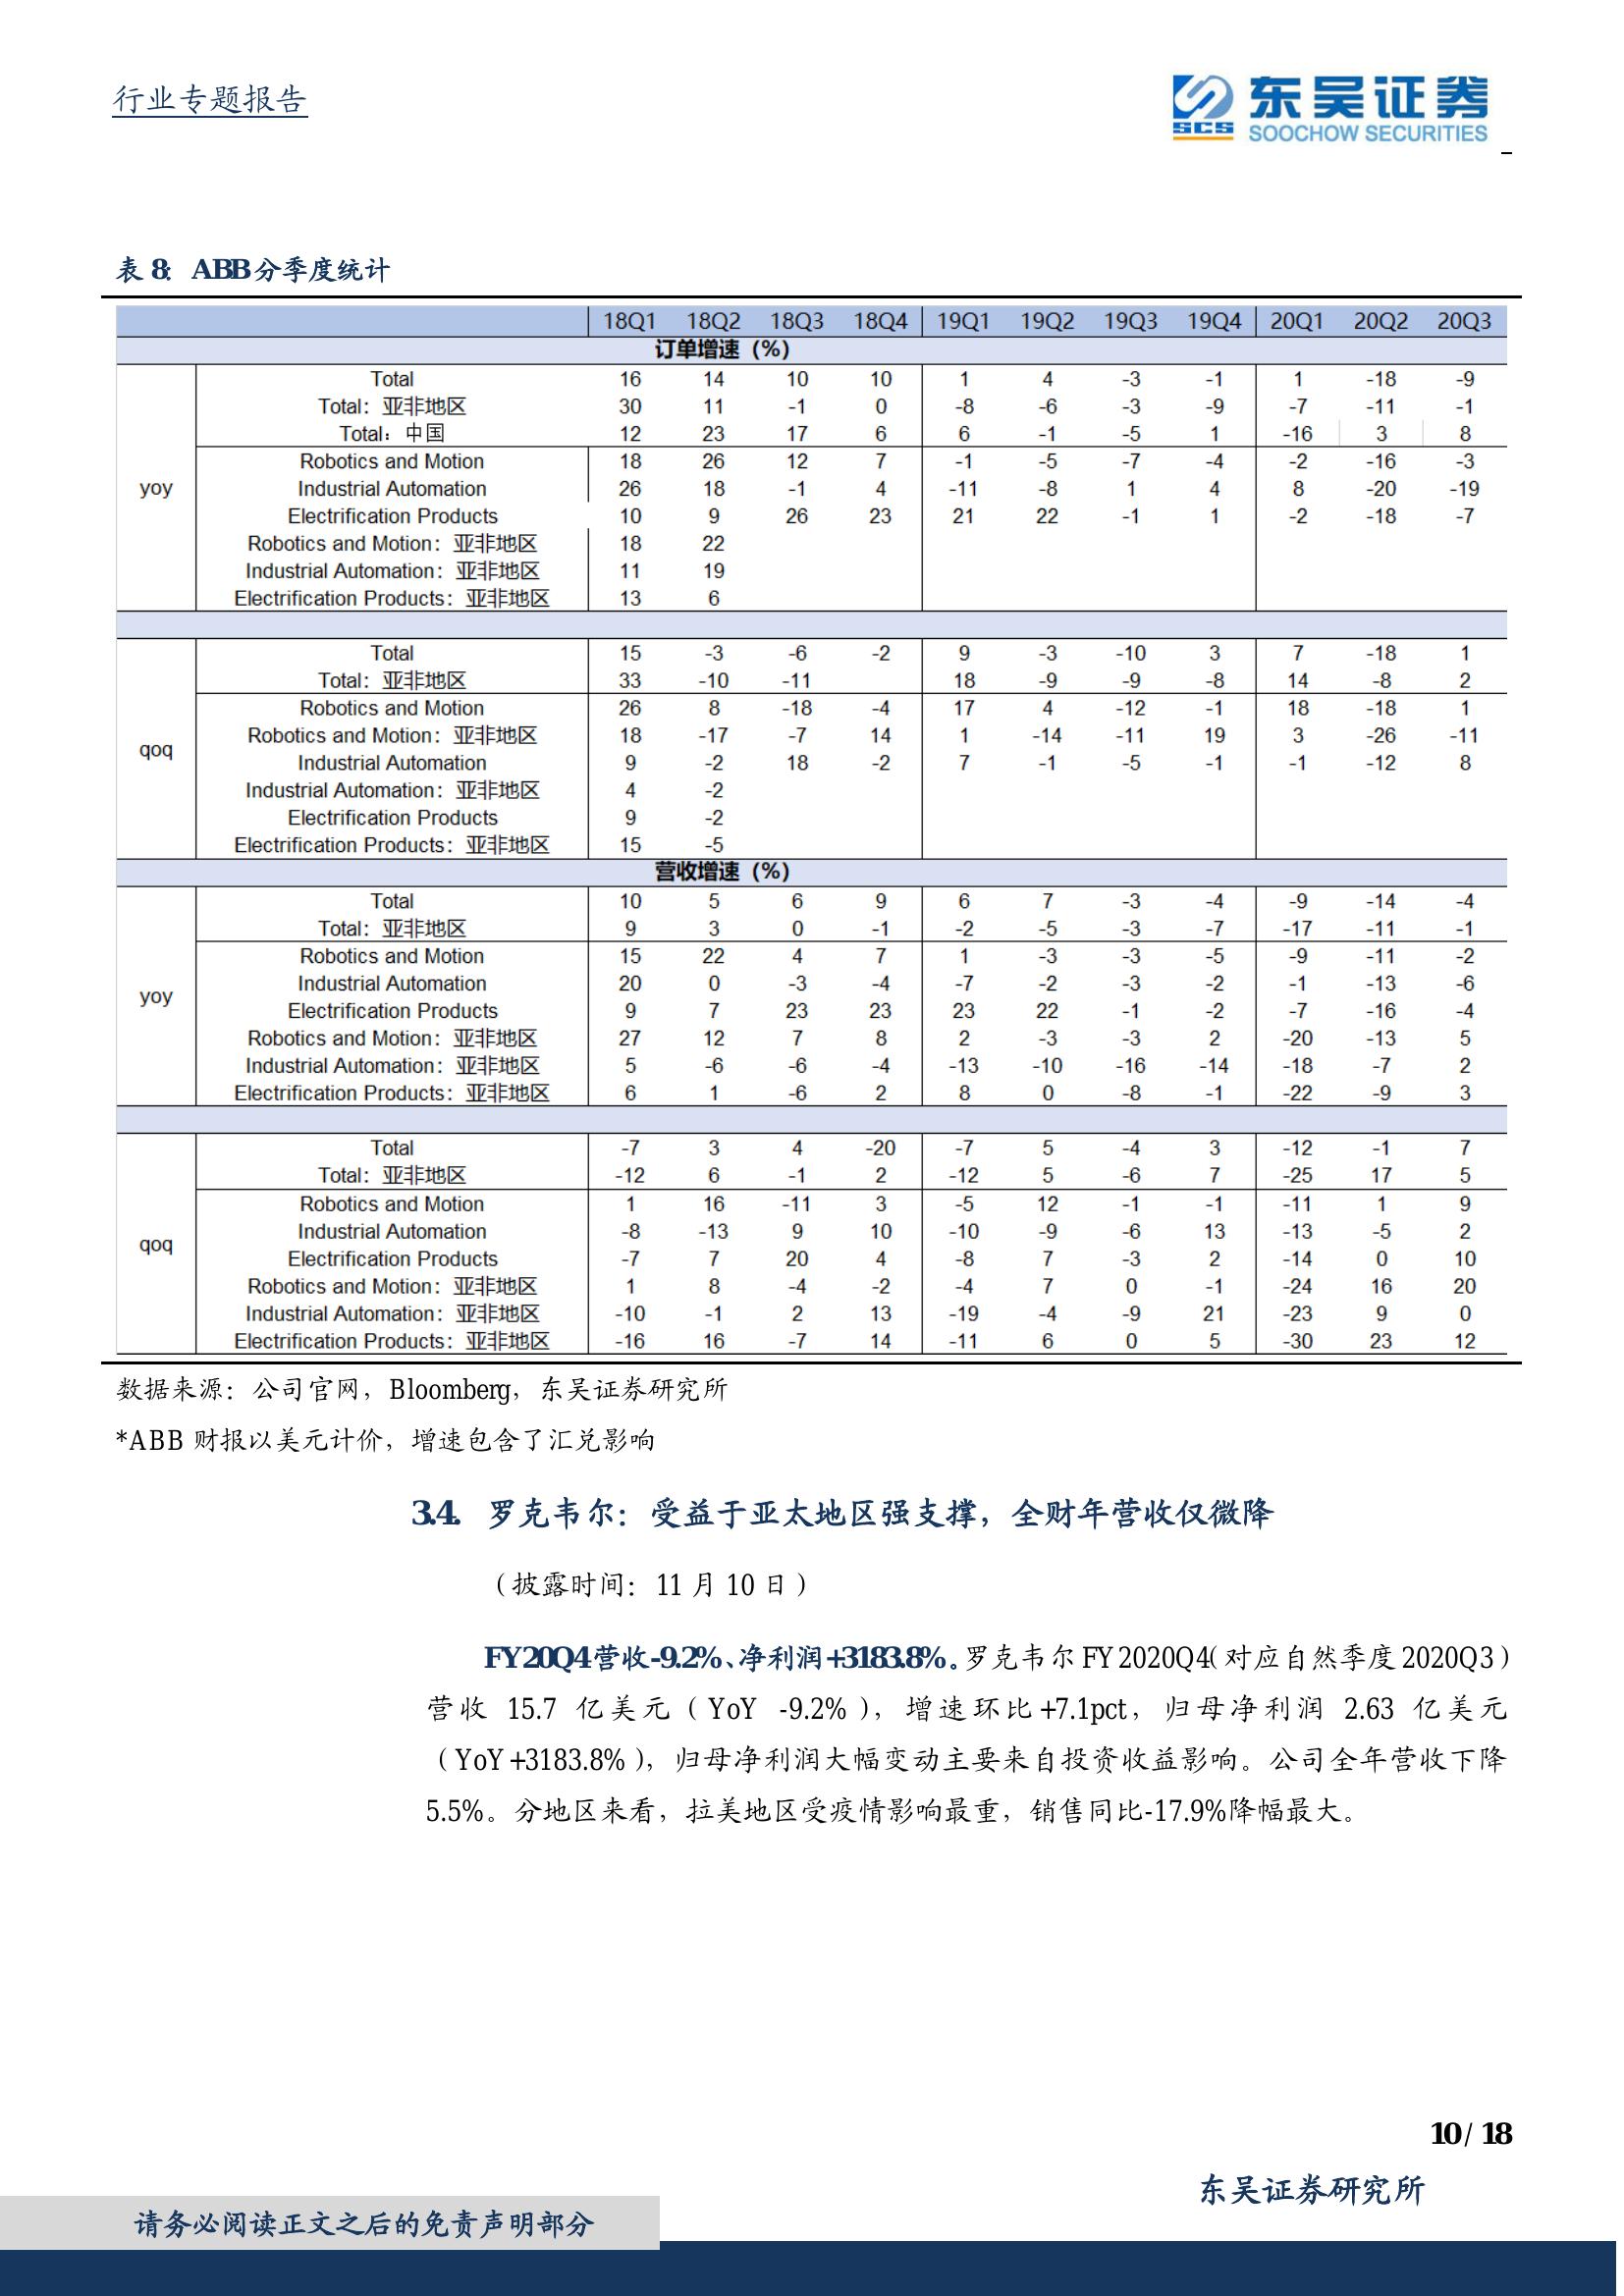 行业专题报告
SCS
东吴证券
SOOCHOW SECURITIES
表 8: ABB 分季度统计
18Q1 18Q2 18Q3 18Q4 19Q1 19Q2 19Q3 19Q4 20Q1 20Q2 20Q3
订单增速（%）
Total 16 14 10 10 1 4 -3 -1 1 -18 -9
Total：亚非地区 30 11 -1 0 -8 -6 -3 -9 -7 -11 -1
Total：中国 12 23 17 6 6 -1 -5 1 -16 3 8
Robotics and Motion 18 26 12 7 -1 -5 -7 -4 -2 -16 -3
yoy Industrial Automation 26 18 -1 4 -11 -8 1 4 8 -20 -19
Electrification Products 10 9 26 23 21 22 -1 1 -2 -18 -7
Robotics and Motion：亚非地区 18 22
Industrial Automation：亚非地区 11 19
Electrification Products：亚非地区 13 6
Total 15 -3 -6 -2 9 -3 -10 3 7 -18 1
Total：亚非地区 33 -10 -11 18 -9 -9 -8 14 -8 2
Robotics and Motion 26 8 -18 -4 17 4 -12 -1 18 -18 1
Robotics and Motion：亚非地区 18 -17 -7 14 1 -14 -11 19 3 -26 -11
qoq Industrial Automation 9 -2 18 -2 7 -1 -5 -1 -1 -12 8
Industrial Automation：亚非地区 4 -2
Electrification Products 9 -2
Electrification Products：亚非地区 15 -5
营收增速（%）
Total 10 5 6 9 6 7 -3 -4 -9 -14 -4
Total：亚非地区 9 3 0 -1 -2 -5 -3 -7 -17 -11 -1
Robotics and Motion 15 22 4 7 1 -3 -3 -5 -9 -11 -2
Industrial Automation 20 0 -3 -4 -7 -2 -3 -2 -1 -13 -6
yoy Electrification Products 9 7 23 23 23 22 -1 -2 -7 -16 -4
Robotics and Motion：亚非地区 27 12 7 8 2 -3 -3 2 -20 -13 5
Industrial Automation：亚非地区 5 -6 -6 -4 -13 -10 -16 -14 -18 -7 2
Electrification Products：亚非地区 6 1 -6 2 8 0 -8 -1 -22 -9 3
Total -7 3 4 -20 -7 5 -4 3 -12 -1 7
Total：亚非地区 -12 6 -1 2 -12 5 -6 7 -25 17 5
Robotics and Motion 1 16 -11 3 -5 12 -1 -1 -11 1 9
Industrial Automation -8 -13 9 10 -10 -9 -6 13 -13 -5 2
qoq Electrification Products -7 7 20 4 -8 7 -3 2 -14 0 10
Robotics and Motion：亚非地区 1 8 -4 -2 -4 7 0 -1 -24 16 20
Industrial Automation：亚非地区 -10 -1 2 13 -19 -4 -9 21 -23 9 0
Electrification Products：亚非地区 -16 16 -7 14 -11 6 0 5 -30 23 12
数据来源：公司官网，Bloomberg，东吴证券研究所
*ABB 财报以美元计价，增速包含了汇兑影响
3.4. 罗克韦尔：受益于亚太地区强支撑，全财年营收仅微降
（披露时间：11 月 10 日）
FY20Q4 营收-9.2%、净利润+3183.8%。罗克韦尔 FY2020Q4（对应自然季度 2020Q3）
营收 15.7 亿美元（YoY -9.2%），增速环比+7.1pct，归母净利润 2.63 亿美元
（YoY+3183.8%），归母净利润大幅变动主要来自投资收益影响。公司全年营收下降
5.5%。分地区来看，拉美地区受疫情影响最重，销售同比-17.9%降幅最大。
10 / 18
东吴证券研究所
请务必阅读正文之后的免责声明部分